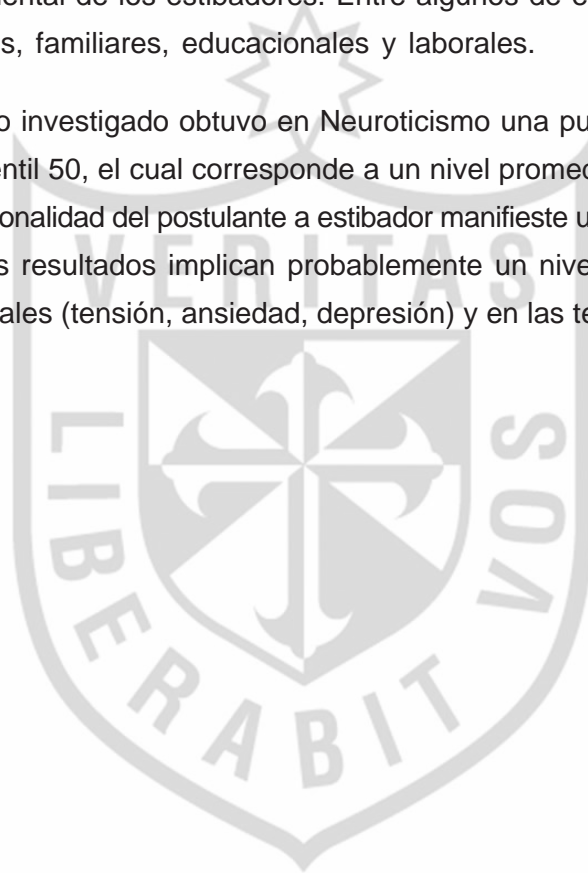 ental de los estibadores. Entre algunos de e
s, familiares, educacionales y laborales.
o investigado obtuvo en Neuroticismo una pu
entil 50, el cual corresponde a un nivel promed
onalidad del postulante a estibador manifieste u
s resultados implican probablemente un nive
ales (tensión, ansiedad, depresión) y en las te
VERITAS
LIBERABIT VOS